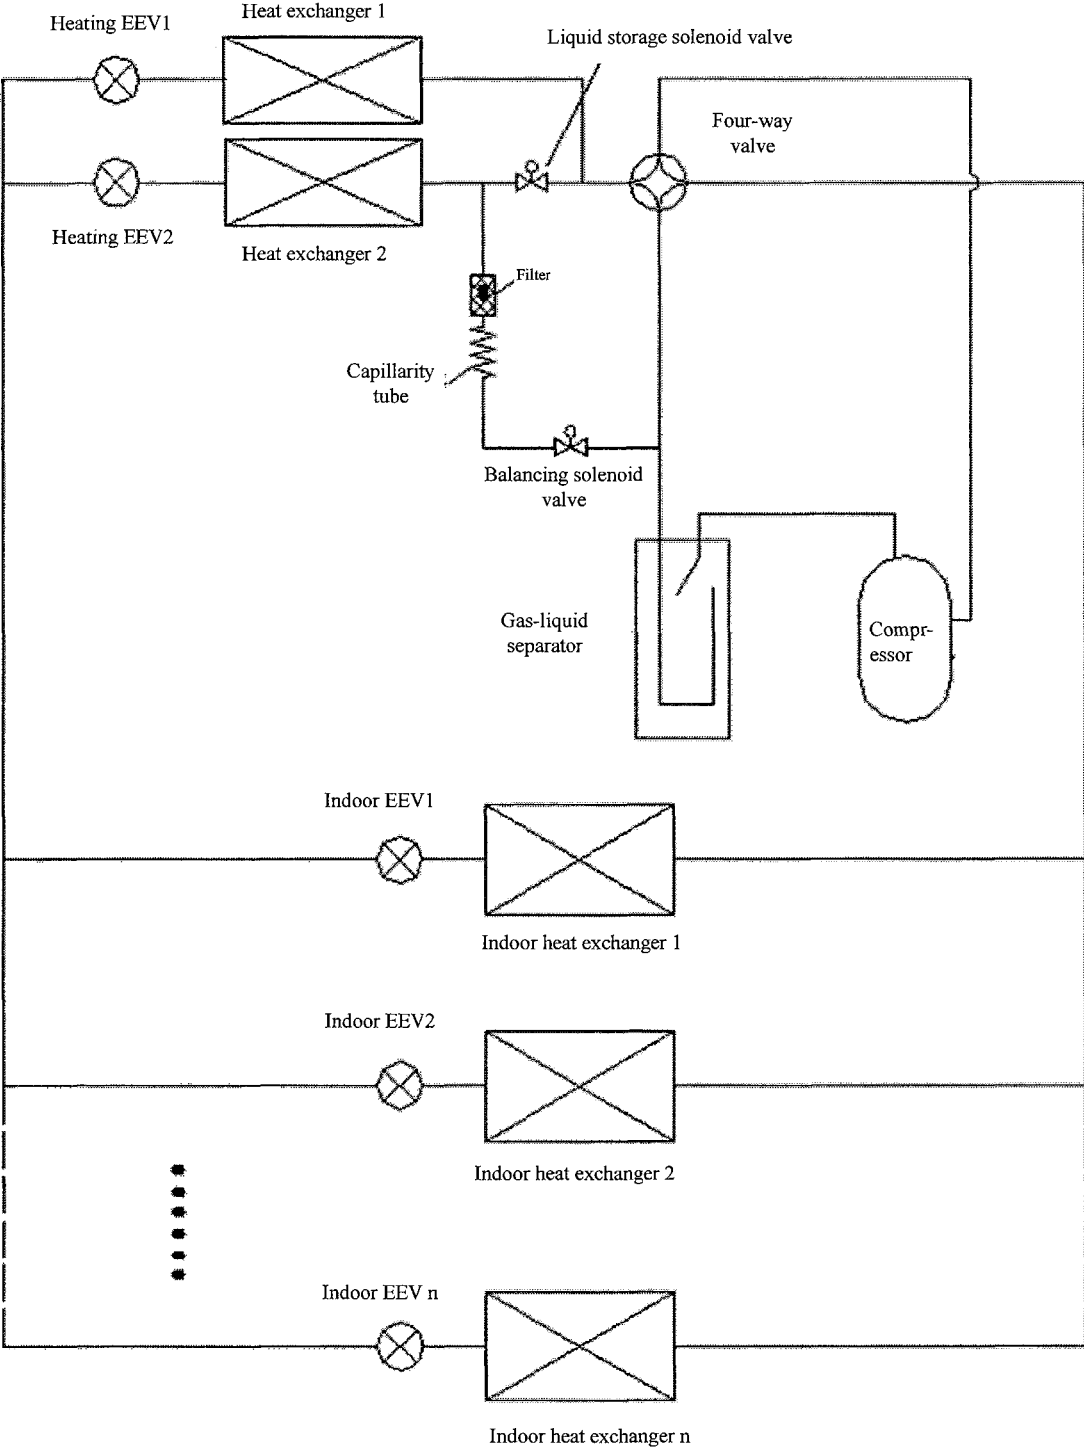 Heating EEV1
Heat exchanger 1
Liquid storage solenoid valve
Four-way
valve
Heating EEV2
Heat exchanger 2
Filter
Capillarity
tube
Balancing solenoid
valve
Gas-liquid
separator
Compr-
essor
Indoor EEV1
Indoor heat exchanger 1
Indoor EEV2
Indoor heat exchanger 2
Indoor EEV n
Indoor heat exchanger n